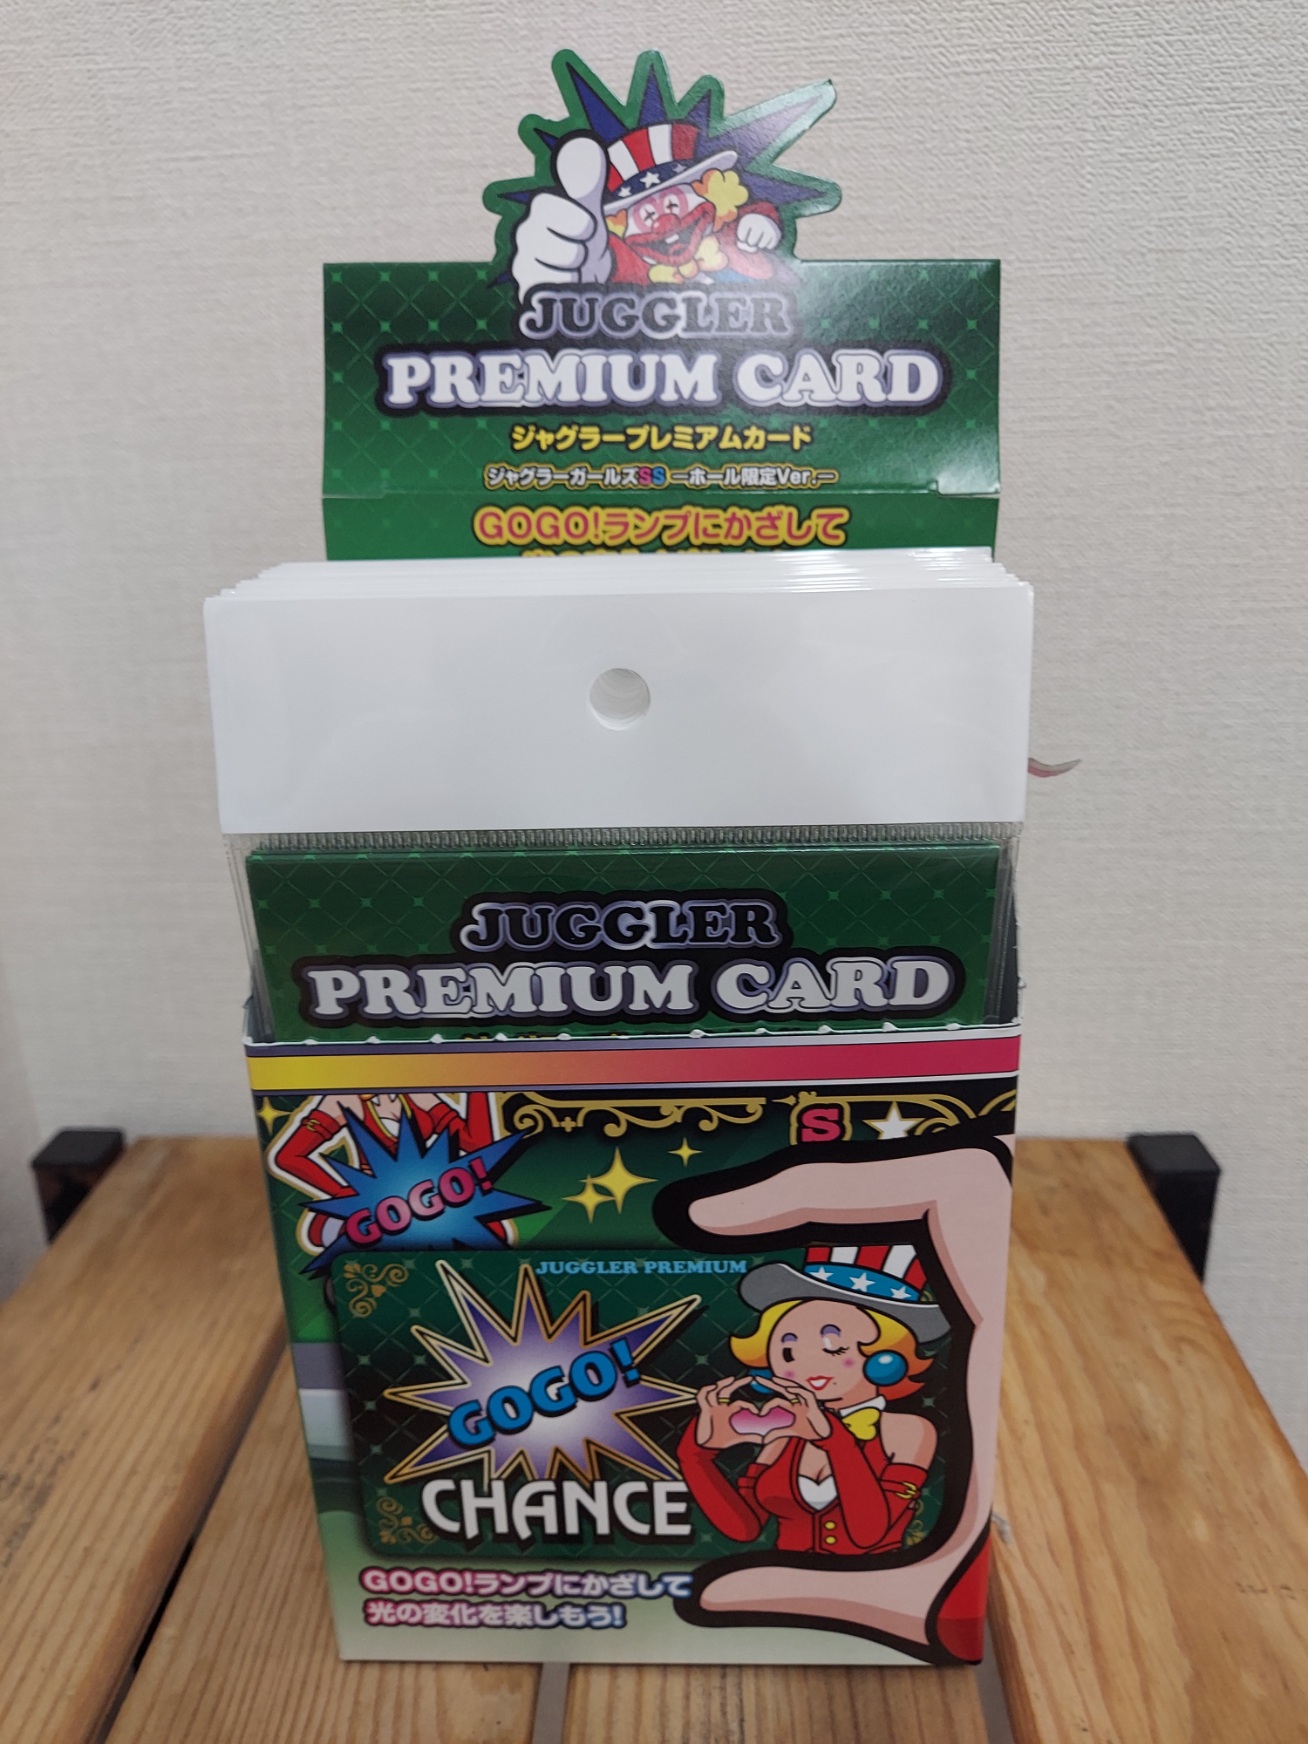 JUGGLER
PREMIUM CARD
ジャグラープレミアムカード
ジャグラーガールズSS ーホール限定Ver.ー
GOGO!ランプにかざして
JUGGLER
PREMIUM CARD
S
GOGO!
JUGGLER PREMIUM
GOGO!
CHANCE
GOGO!ランプにかざして
光の変化を楽しもう!